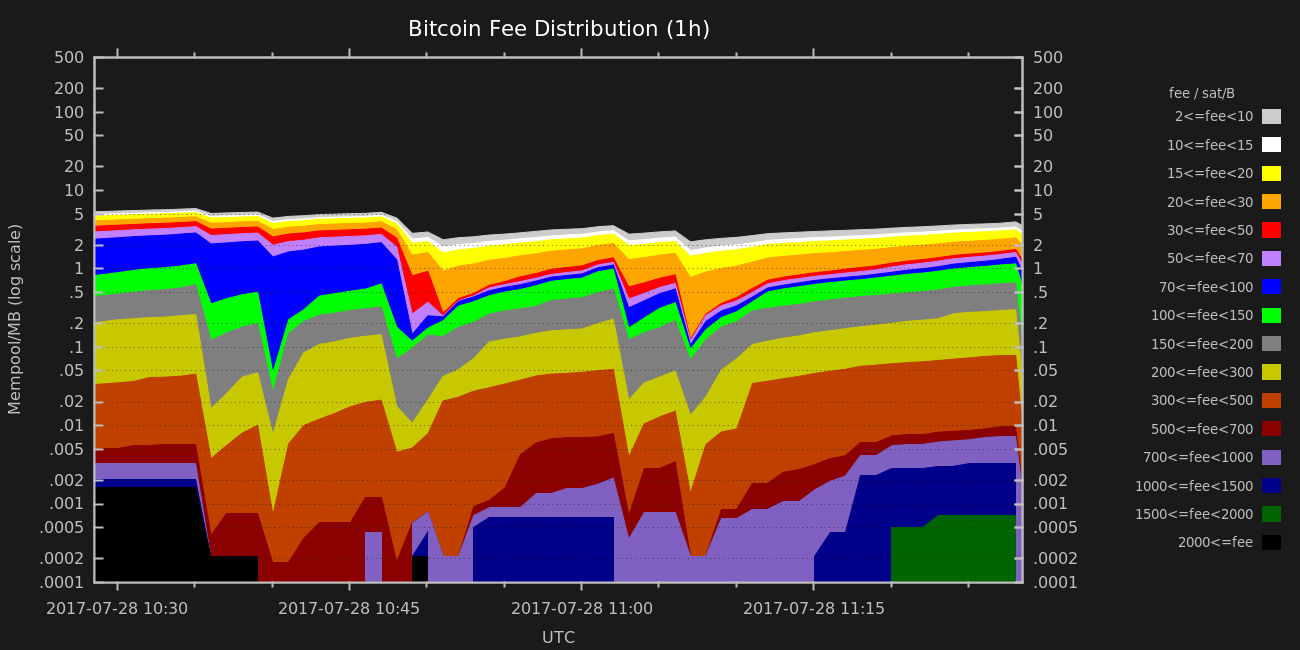 Bitcoin Fee Distribution (1h)
Mempool/MB (log scale)
500
200
100
50
20
10
5
2
1
.5
.2
.1
.05
.02
.01
.005
.002
.001
.0005
.0002
.0001
500
200
100
50
20
10
5
2
1
.5
.2
.1
.05
.02
.01
.005
.002
.001
.0005
.0002
.0001
2017-07-28 10:30
2017-07-28 10:45
2017-07-28 11:00
2017-07-28 11:15
UTC
fee / sat/B
2<=fee<10
10<=fee<15
15<=fee<20
20<=fee<30
30<=fee<50
50<=fee<70
70<=fee<100
100<=fee<150
150<=fee<200
200<=fee<300
300<=fee<500
500<=fee<700
700<=fee<1000
1000<=fee<1500
1500<=fee<2000
2000<=fee